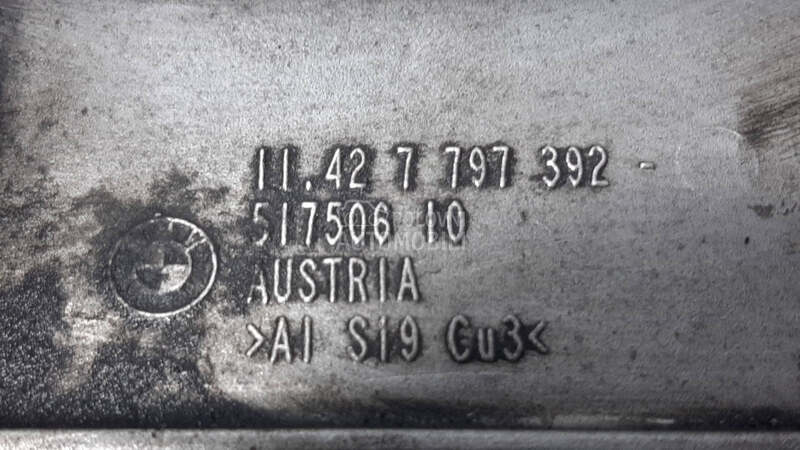 11.42 7 797 392 -
517506 10
AUSTRIA
>Al Si9 Cu3<